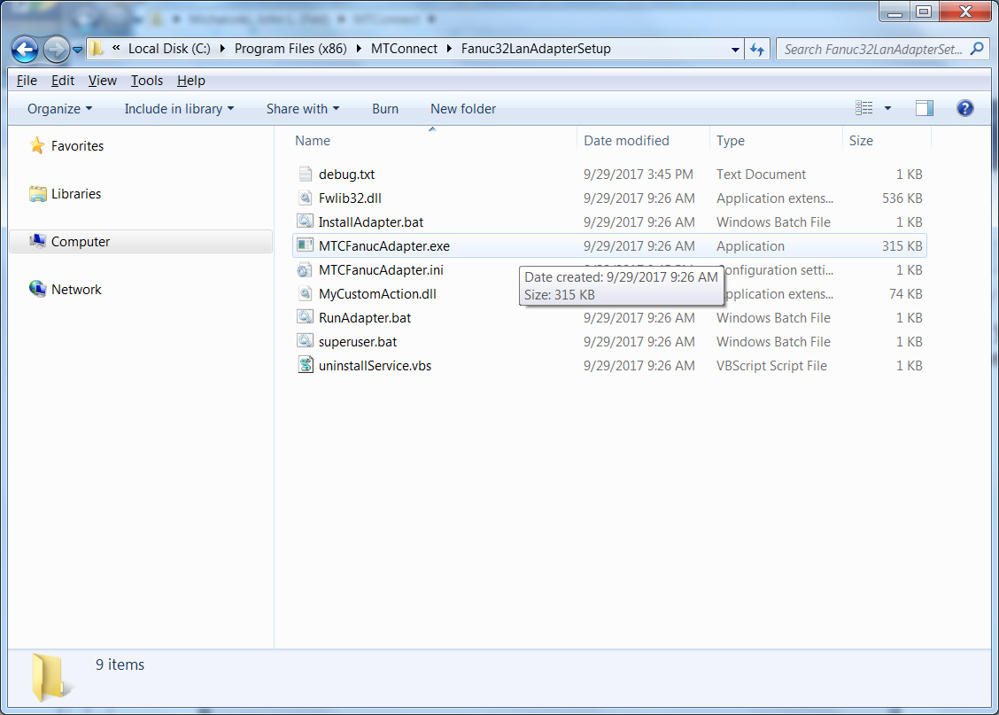 « Local Disk (C:) Program Files (x86) MTConnect Fanuc32LanAdapterSetup Search Fanuc32LanAdapterSet...
File Edit View Tools Help
Organize Include in library Share with Burn New folder
Name Date modified Type Size
Favorites
Libraries
Computer
Network
debug.txt 9/29/2017 3:45 PM Text Document 1 KB
Fwlib32.dll 9/29/2017 9:26 AM Application extens... 536 KB
InstallAdapter.bat 9/29/2017 9:26 AM Windows Batch File 1 KB
MTCFanucAdapter.exe 9/29/2017 9:26 AM Application 315 KB
MTCFanucAdapter.ini Configuration setti... 1 KB
Date created: 9/29/2017 9:26 AM
Size: 315 KB
MyCustomAction.dll pplication extens... 74 KB
RunAdapter.bat 9/29/2017 9:26 AM Windows Batch File 1 KB
superuser.bat 9/29/2017 9:26 AM Windows Batch File 1 KB
uninstallService.vbs 9/29/2017 9:26 AM VBScript Script File 1 KB
9 items